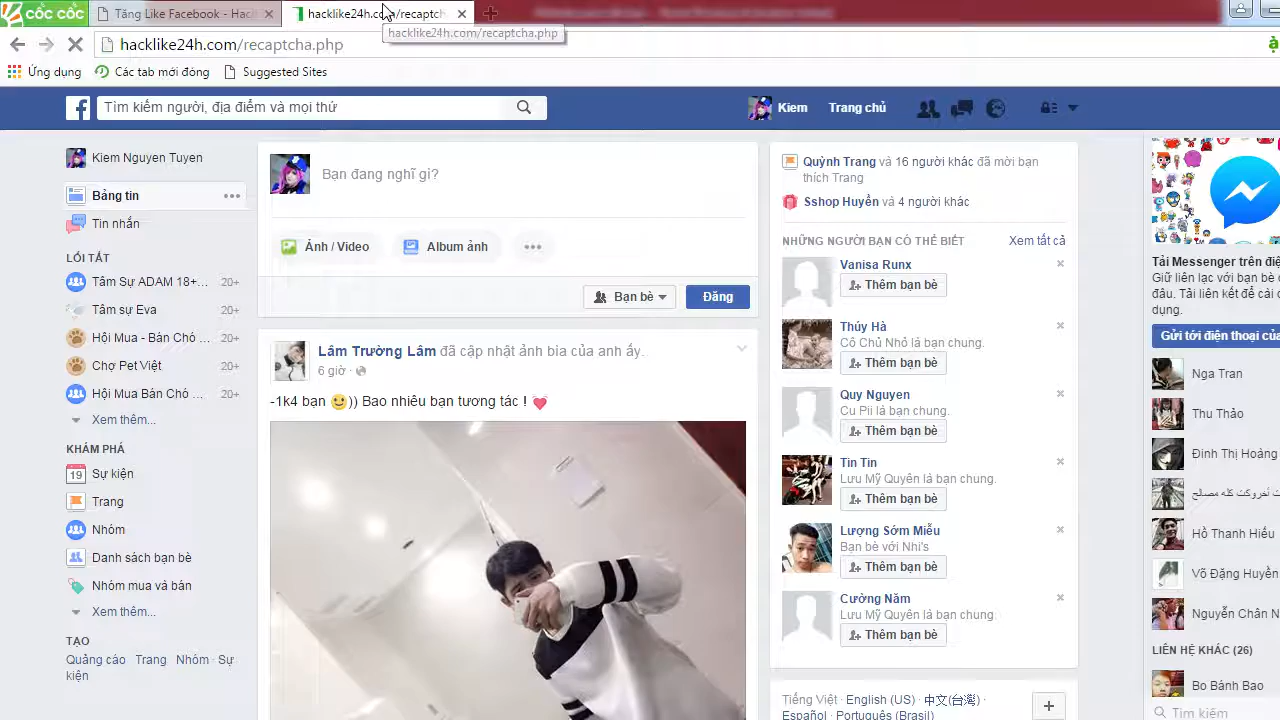 cốc cốc
Tăng Like Facebook - Hack
hacklike24h.com/recaptch
hacklike24h.com/recaptcha.php
hacklike24h.com/recaptcha.php
Ứng dụng
Các tab mới đóng
Suggested Sites
Tìm kiếm người, địa điểm và mọi thứ
Kiem
Trang chủ
Kiem Nguyen Tuyen
Bảng tin
Tin nhắn
LỐI TẮT
Tâm Sự ADAM 18+... 20+
Tâm sự Eva 20+
Hội Mua - Bán Chó ... 20+
Chợ Pet Việt 20+
Hội Mua Bán Chó ... 20+
Xem thêm...
KHÁM PHÁ
19 Sự kiện
Trang
Nhóm
Danh sách bạn bè
Nhóm mua và bán
Xem thêm...
TẠO
Quảng cáo Trang Nhóm · Sự
kiện
Bạn đang nghĩ gì?
Ảnh / Video
Album ảnh
Bạn bè
Đăng
Lâm Trường Lâm đã cập nhật ảnh bìa của anh ấy.
6 giờ ·
-1k4 bạn )) Bao nhiêu bạn tương tác !
Quỳnh Trang và 16 người khác đã mời bạn
thích Trang
Sshop Huyền và 4 người khác
NHỮNG NGƯỜI BẠN CÓ THỂ BIẾT Xem tất cả
Vanisa Runx
Thêm bạn bè
Thúy Hà
Cô Chủ Nhỏ là bạn chung.
Thêm bạn bè
Quy Nguyen
Cu Pii là bạn chung.
Thêm bạn bè
Tin Tin
Lưu Mỹ Quyên là bạn chung.
Thêm bạn bè
Lượng Sớm Miễu
Bạn bè với Nhi's
Thêm bạn bè
Cường Năm
Lưu Mỹ Quyên là bạn chung.
Thêm bạn bè
Tiếng Việt · English (US) · 中文(台灣) ·
Español · Português (Brasil)
Tải Messenger trên điệ
Giữ liên lạc với bạn bè
đâu. Tải liên kết để cài
dụng.
Gửi tới điện thoại của
Nga Tran
Thu Thảo
Đinh Thị Hoàng
Hồ Thanh Hiếu
Võ Đặng Huyền
Nguyễn Chân N
LIÊN HỆ KHÁC (26)
Bo Bánh Bao
Tìm kiếm